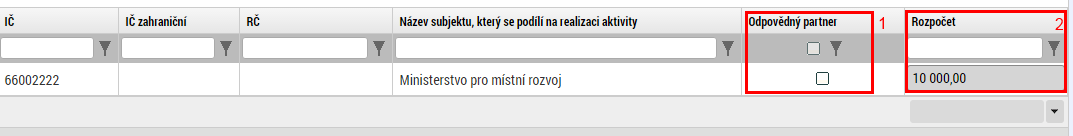 IČ IČ zahraniční RČ Název subjektu, který se podílí na realizaci aktivity Odpovědný partner 1 Rozpočet 2
66002222 Ministerstvo pro místní rozvoj 10 000,00